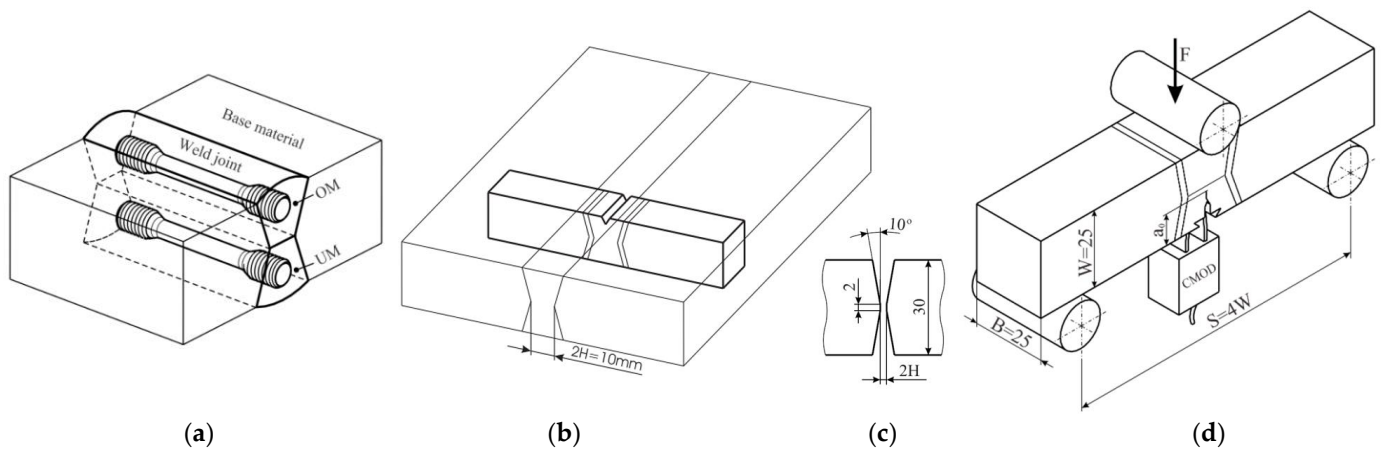 Base material
Weld joint
OM
UM
(a)
2H=10mm
(b)
10°
2
30
2H
(c)
F
W=25
a₀
CMOD
B=25
S=4W
(d)